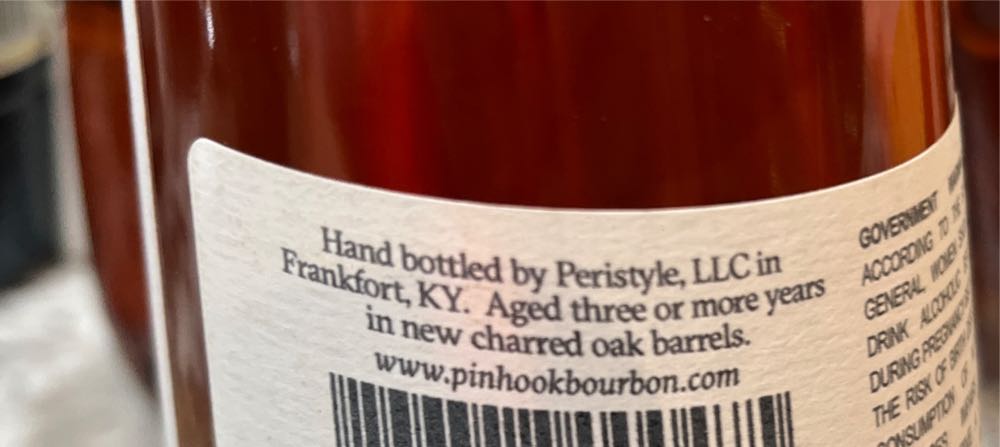 Hand bottled by Peristyle, LLC in
Frankfort, KY. Aged three or more years
in new charred oak barrels.
www.pinhookbourbon.com
GOVERNMENT
ACCORDING TO
GENERAL, WOMEN
DRINK ALCOHOLIC
DURING PREGNANCY
THE RISK OF BIRTH
CONSUMPTION OF